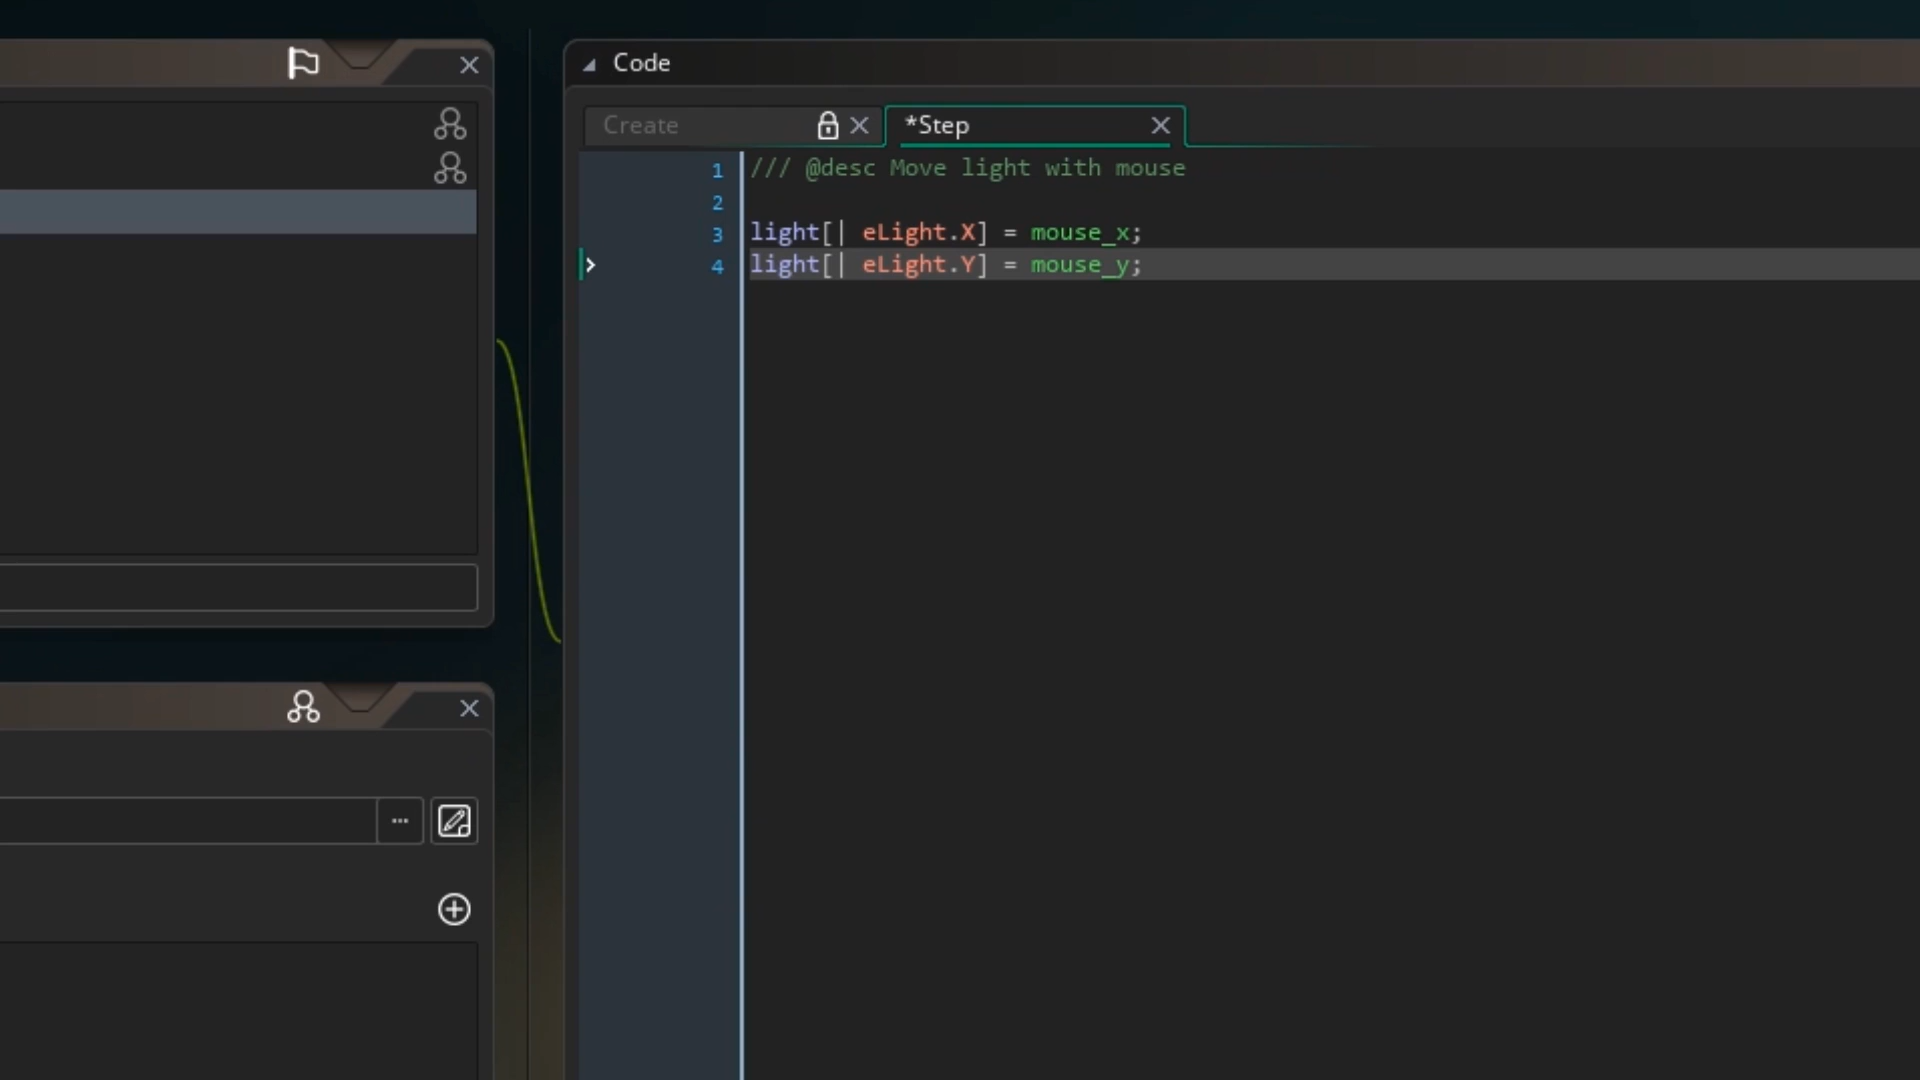 Code
Create
*Step
1 /// @desc Move light with mouse
2
3 light[| eLight.X] = mouse_x;
4 light[| eLight.Y] = mouse_y;
...